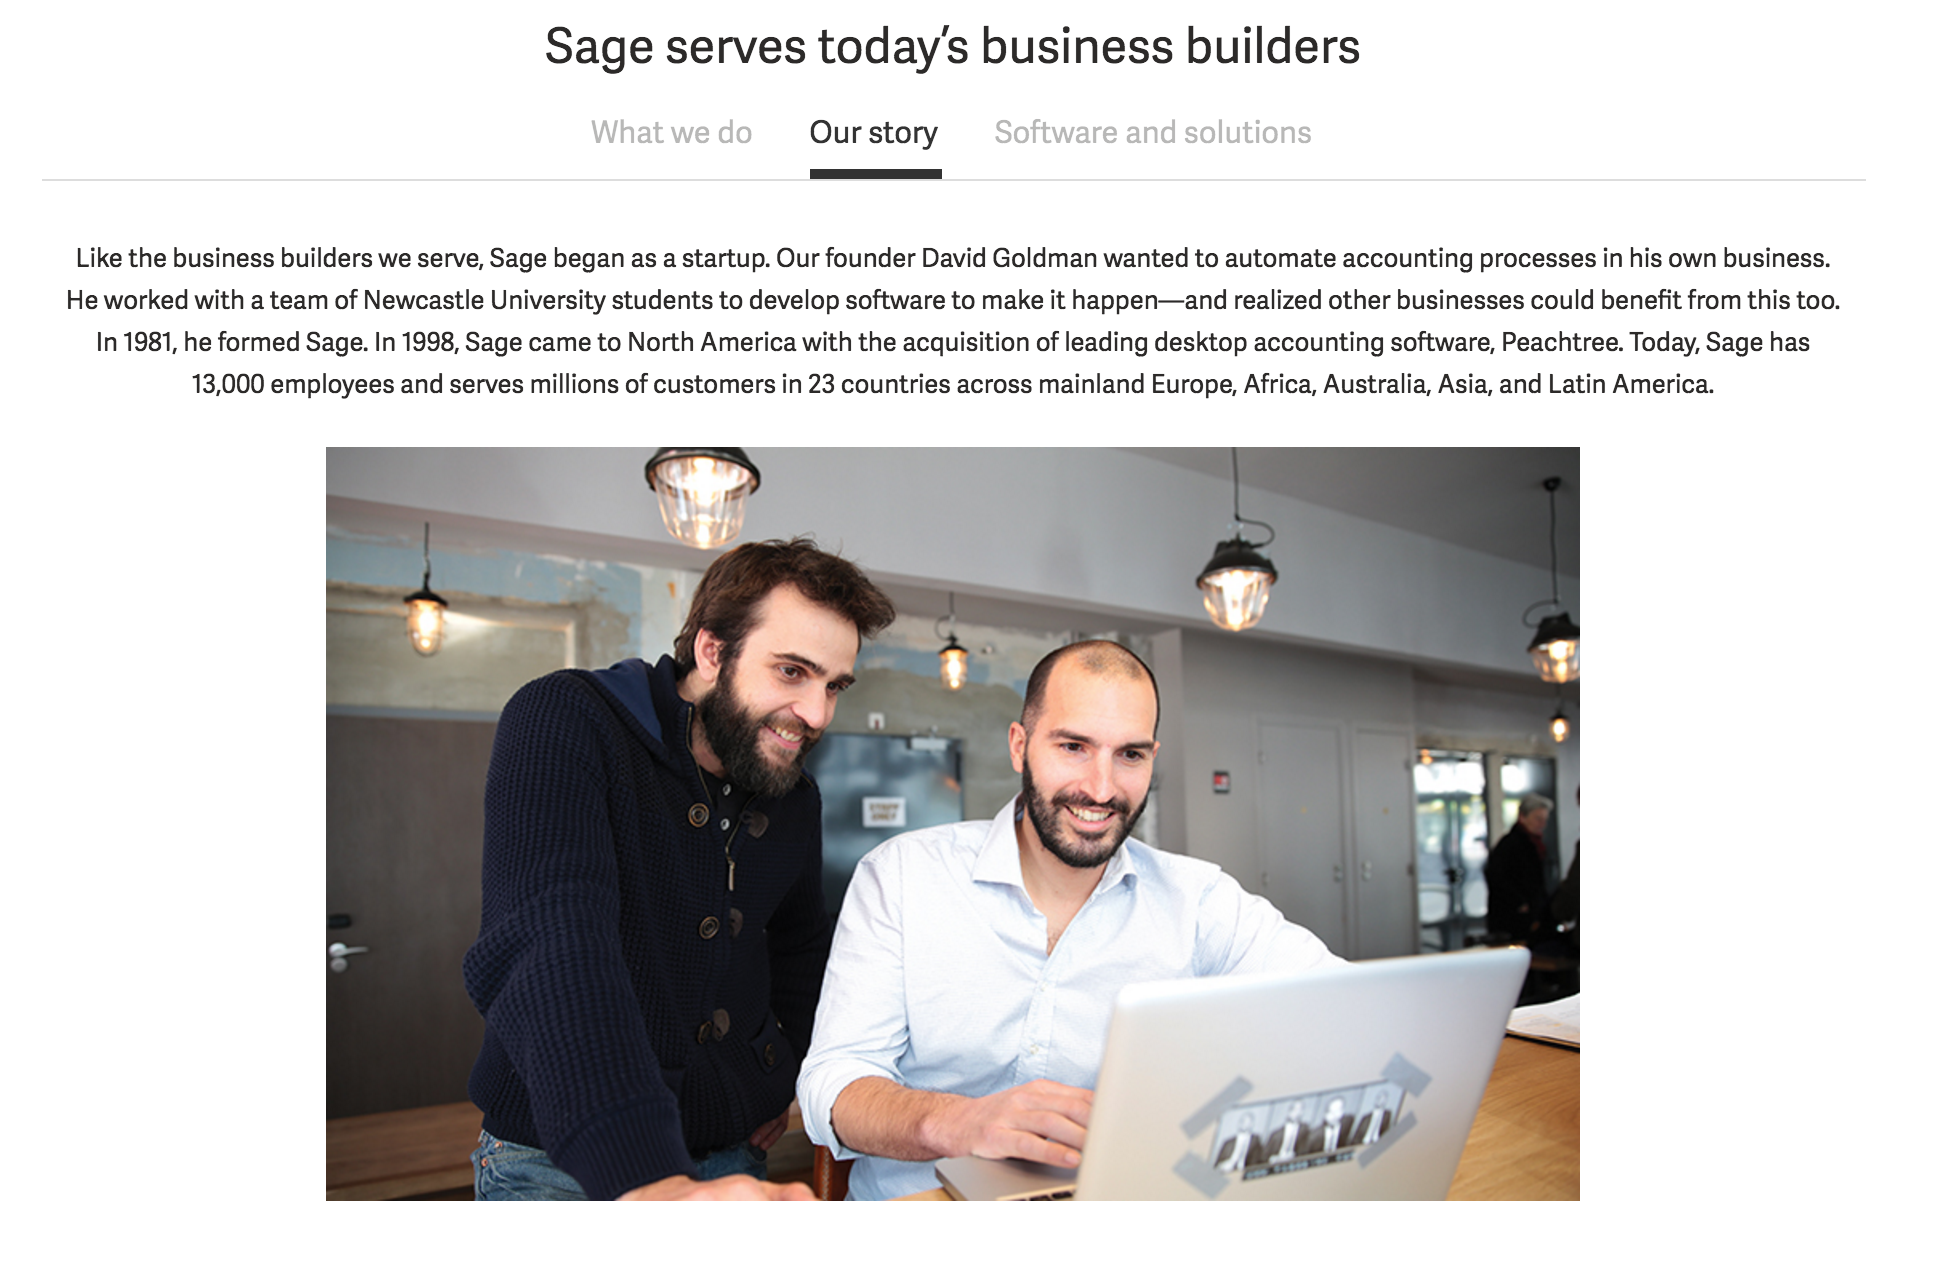 Sage serves today’s business builders
What we do
Our story
Software and solutions
Like the business builders we serve, Sage began as a startup. Our founder David Goldman wanted to automate accounting processes in his own business.
He worked with a team of Newcastle University students to develop software to make it happen—and realized other businesses could benefit from this too.
In 1981, he formed Sage. In 1998, Sage came to North America with the acquisition of leading desktop accounting software, Peachtree. Today, Sage has
13,000 employees and serves millions of customers in 23 countries across mainland Europe, Africa, Australia, Asia, and Latin America.
STAFF
ONLY